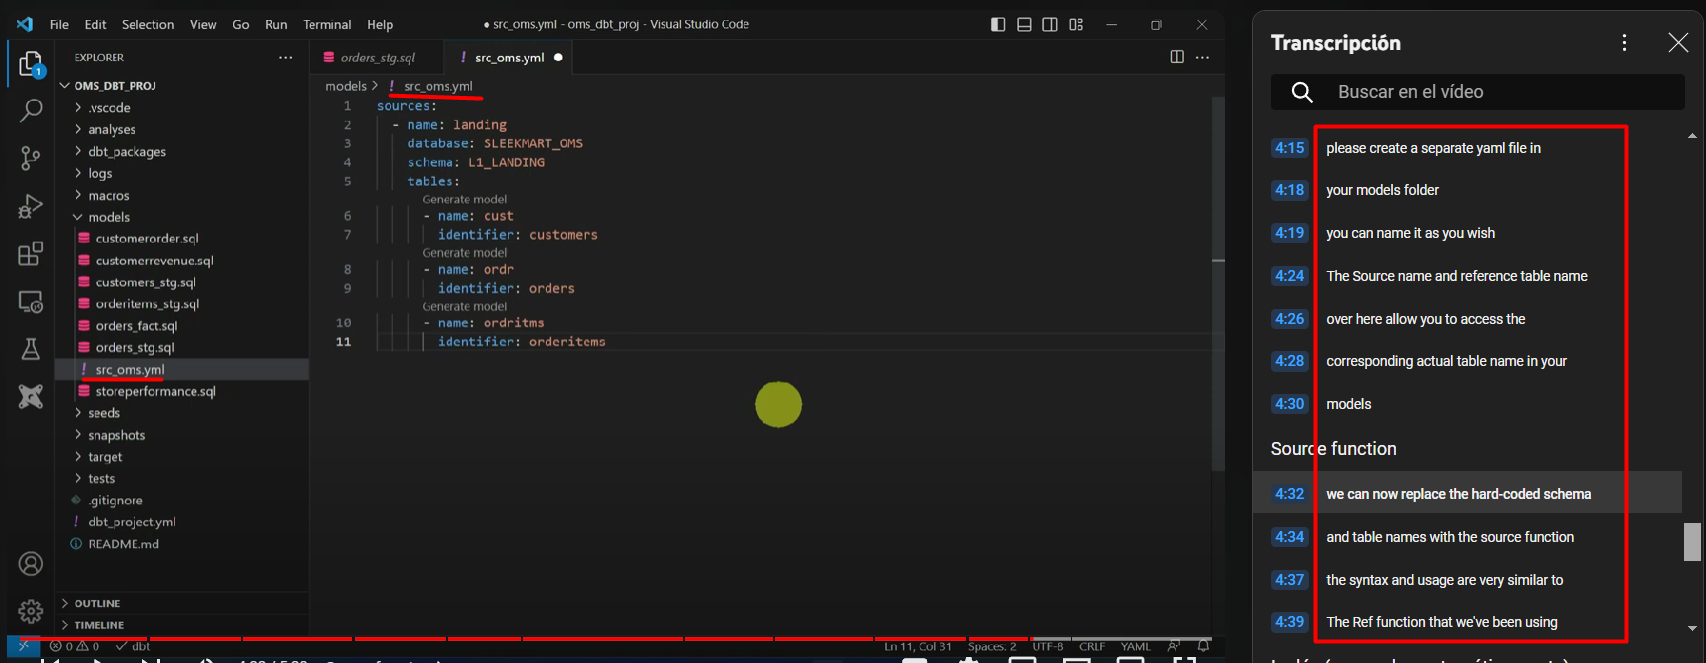 File Edit Selection View Go Run Terminal Help
● src_oms.yml - oms_dbt_proj - Visual Studio Code
EXPLORER
OMS_DBT_PROJ
.vscode
analyses
dbt_packages
logs
macros
models
customerorder.sql
customerrevenue.sql
customers_stg.sql
orderitems_stg.sql
orders_fact.sql
orders_stg.sql
! src_oms.yml
storeperformance.sql
seeds
snapshots
target
tests
.gitignore
! dbt_project.yml
README.md
OUTLINE
TIMELINE
1
orders_stg.sql
! src_oms.yml ●
models > ! src_oms.yml
1 sources:
2 - name: landing
3 database: SLEEKMART_OMS
4 schema: L1_LANDING
5 tables:
Generate model
6 - name: cust
7 identifier: customers
Generate model
8 - name: ordr
9 identifier: orders
Generate model
10 - name: ordritms
11 identifier: orderitems
0 0 dbt
Ln 11, Col 31 Spaces: 2 UTF-8 CRLF YAML
Transcripción
Buscar en el vídeo
4:15 please create a separate yaml file in
4:18 your models folder
4:19 you can name it as you wish
4:24 The Source name and reference table name
4:26 over here allow you to access the
4:28 corresponding actual table name in your
4:30 models
Source function
4:32 we can now replace the hard-coded schema
4:34 and table names with the source function
4:37 the syntax and usage are very similar to
4:39 The Ref function that we've been using